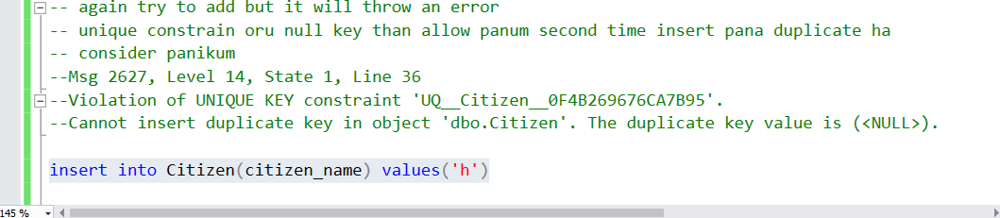 -- again try to add but it will throw an error
-- unique constrain oru null key than allow panum second time insert pana duplicate ha
-- consider panikum
--Msg 2627, Level 14, State 1, Line 36
--Violation of UNIQUE KEY constraint 'UQ__Citizen__0F4B269676CA7B95'.
--Cannot insert duplicate key in object 'dbo.Citizen'. The duplicate key value is (<NULL>).
insert into Citizen(citizen_name) values('h')
145 %